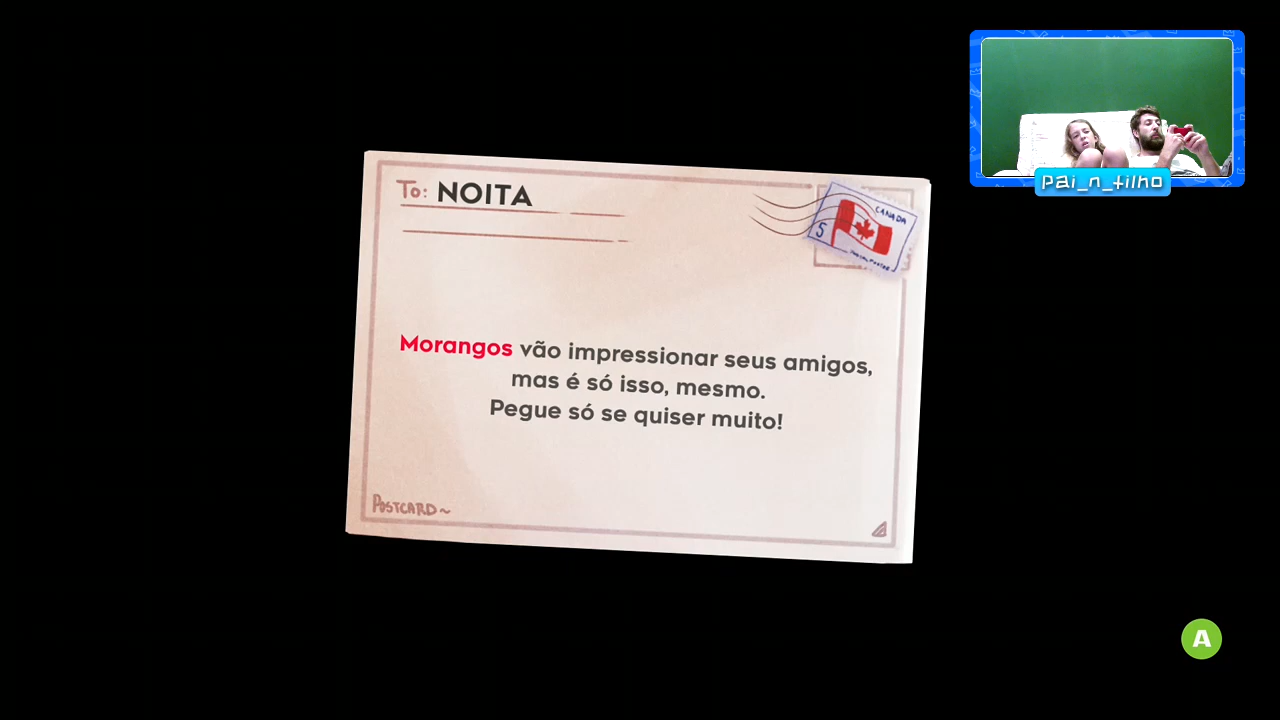 To: NOITA
CANADA
5
Morangos vão impressionar seus amigos,
mas é só isso, mesmo.
Pegue só se quiser muito!
POSTCARD~
pai_n_filho
A